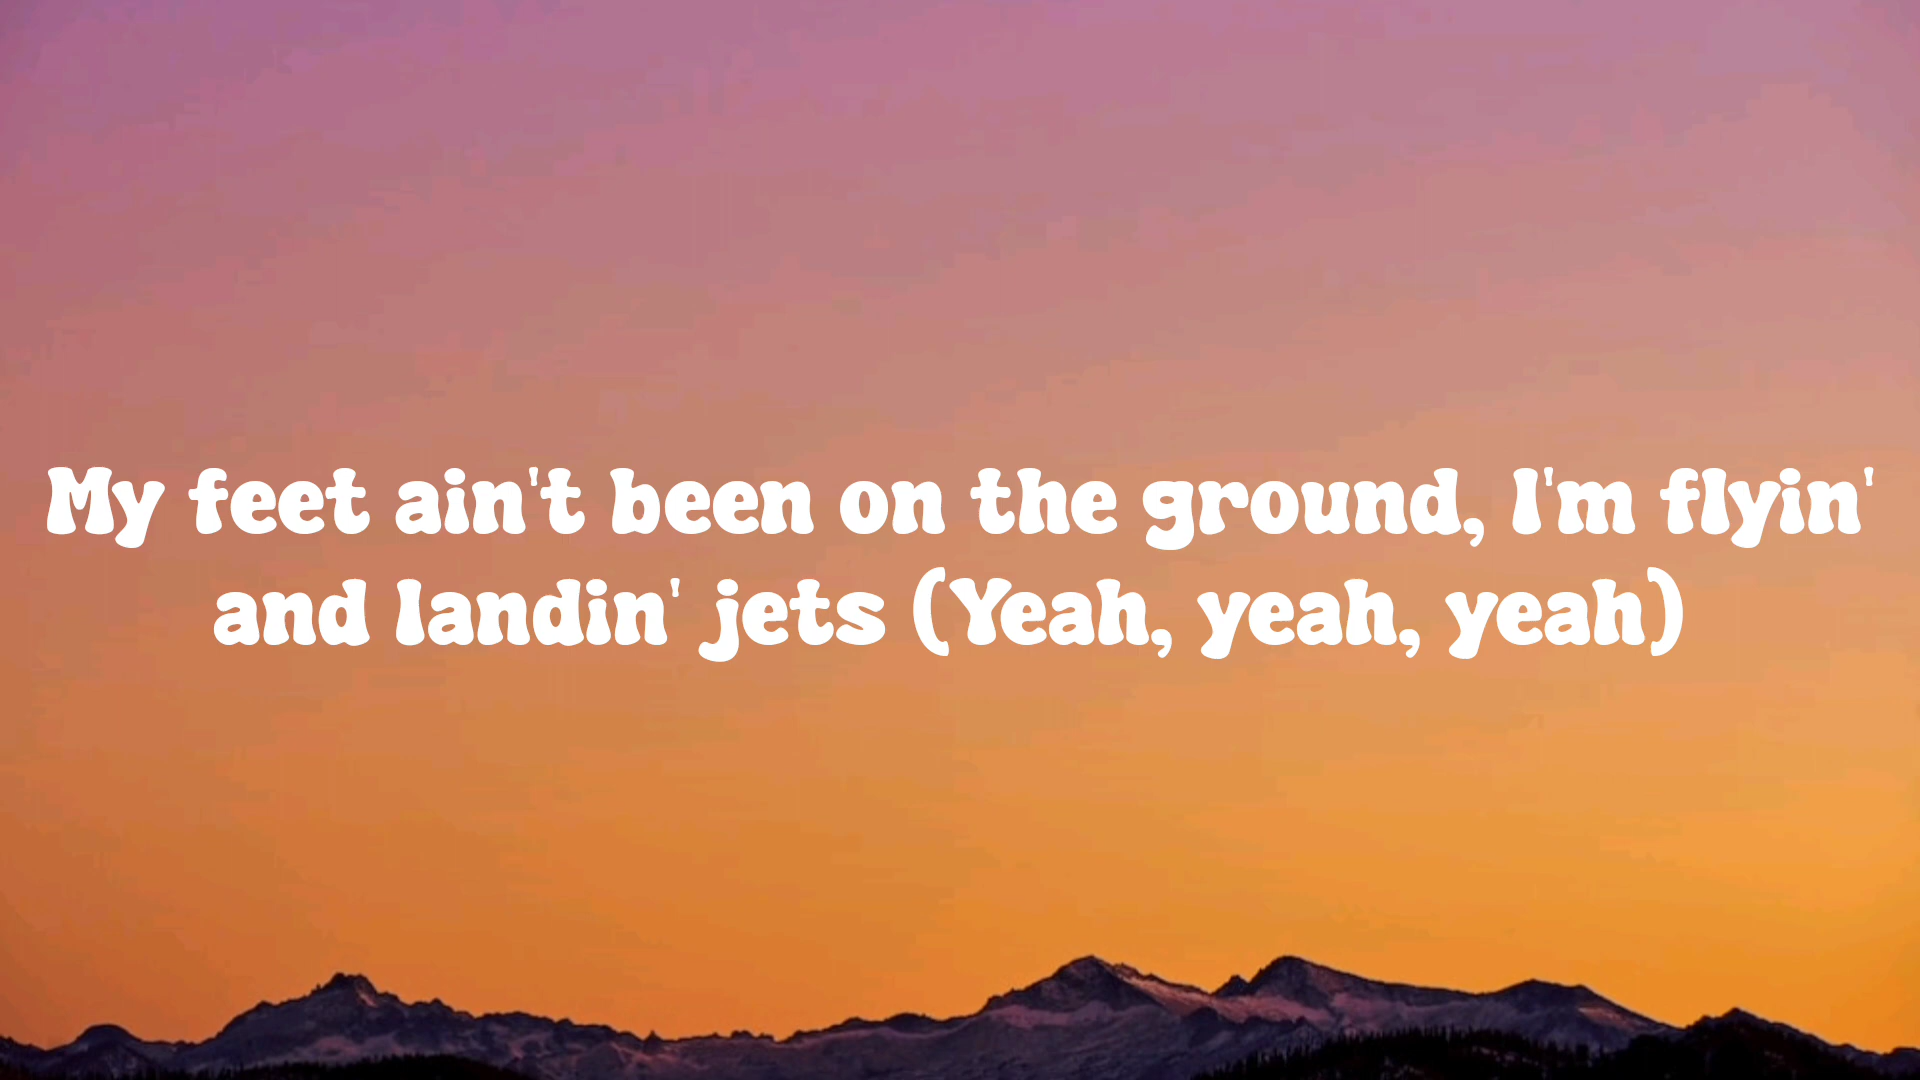 My feet ain't been on the ground, I'm flyin'
and landin' jets (Yeah, yeah, yeah)